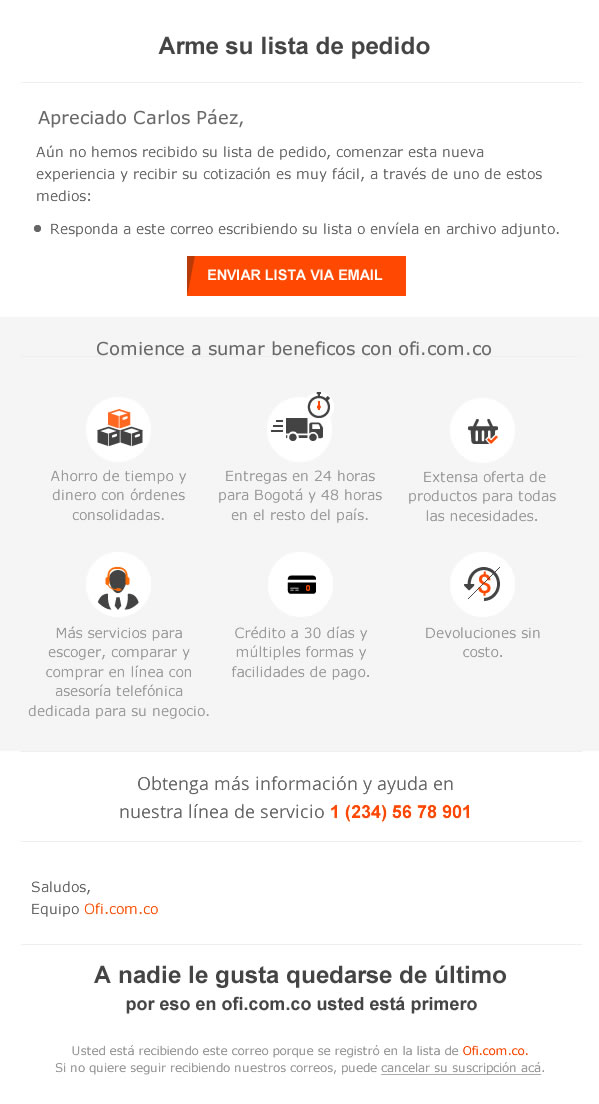 Arme su lista de pedido
Apreciado Carlos Páez,
Aún no hemos recibido su lista de pedido, comenzar esta nueva
experiencia y recibir su cotización es muy fácil, a través de uno de estos
medios:
• Responda a este correo escribiendo su lista o envíela en archivo adjunto.
ENVIAR LISTA VIA EMAIL
Comience a sumar beneficos con ofi.com.co
Ahorro de tiempo y
dinero con órdenes
consolidadas.
Entregas en 24 horas
para Bogotá y 48 horas
en el resto del país.
Extensa oferta de
productos para todas
las necesidades.
Más servicios para
escoger, comparar y
comprar en línea con
asesoría telefónica
dedicada para su negocio.
Crédito a 30 días y
múltiples formas y
facilidades de pago.
Devoluciones sin
costo.
Obtenga más información y ayuda en
nuestra línea de servicio 1 (234) 56 78 901
Saludos,
Equipo Ofi.com.co
A nadie le gusta quedarse de último
por eso en ofi.com.co usted está primero
Usted está recibiendo este correo porque se registró en la lista de Ofi.com.co.
Si no quiere seguir recibiendo nuestros correos, puede cancelar su suscripción acá.